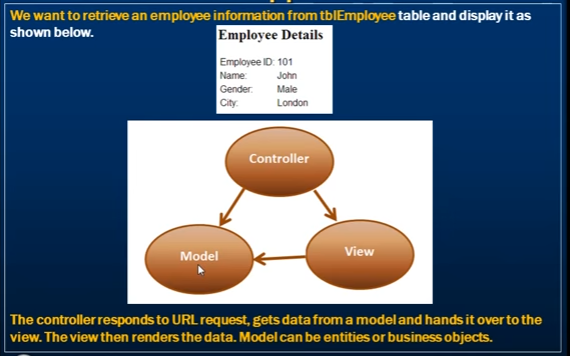 We want to retrieve an employee information from tblEmployee table and display it as
shown below.
Employee Details
Employee ID: 101
Name: John
Gender: Male
City: London
Controller
Model
View
The controller responds to URL request, gets data from a model and hands it over to the
view. The view then renders the data. Model can be entities or business objects.